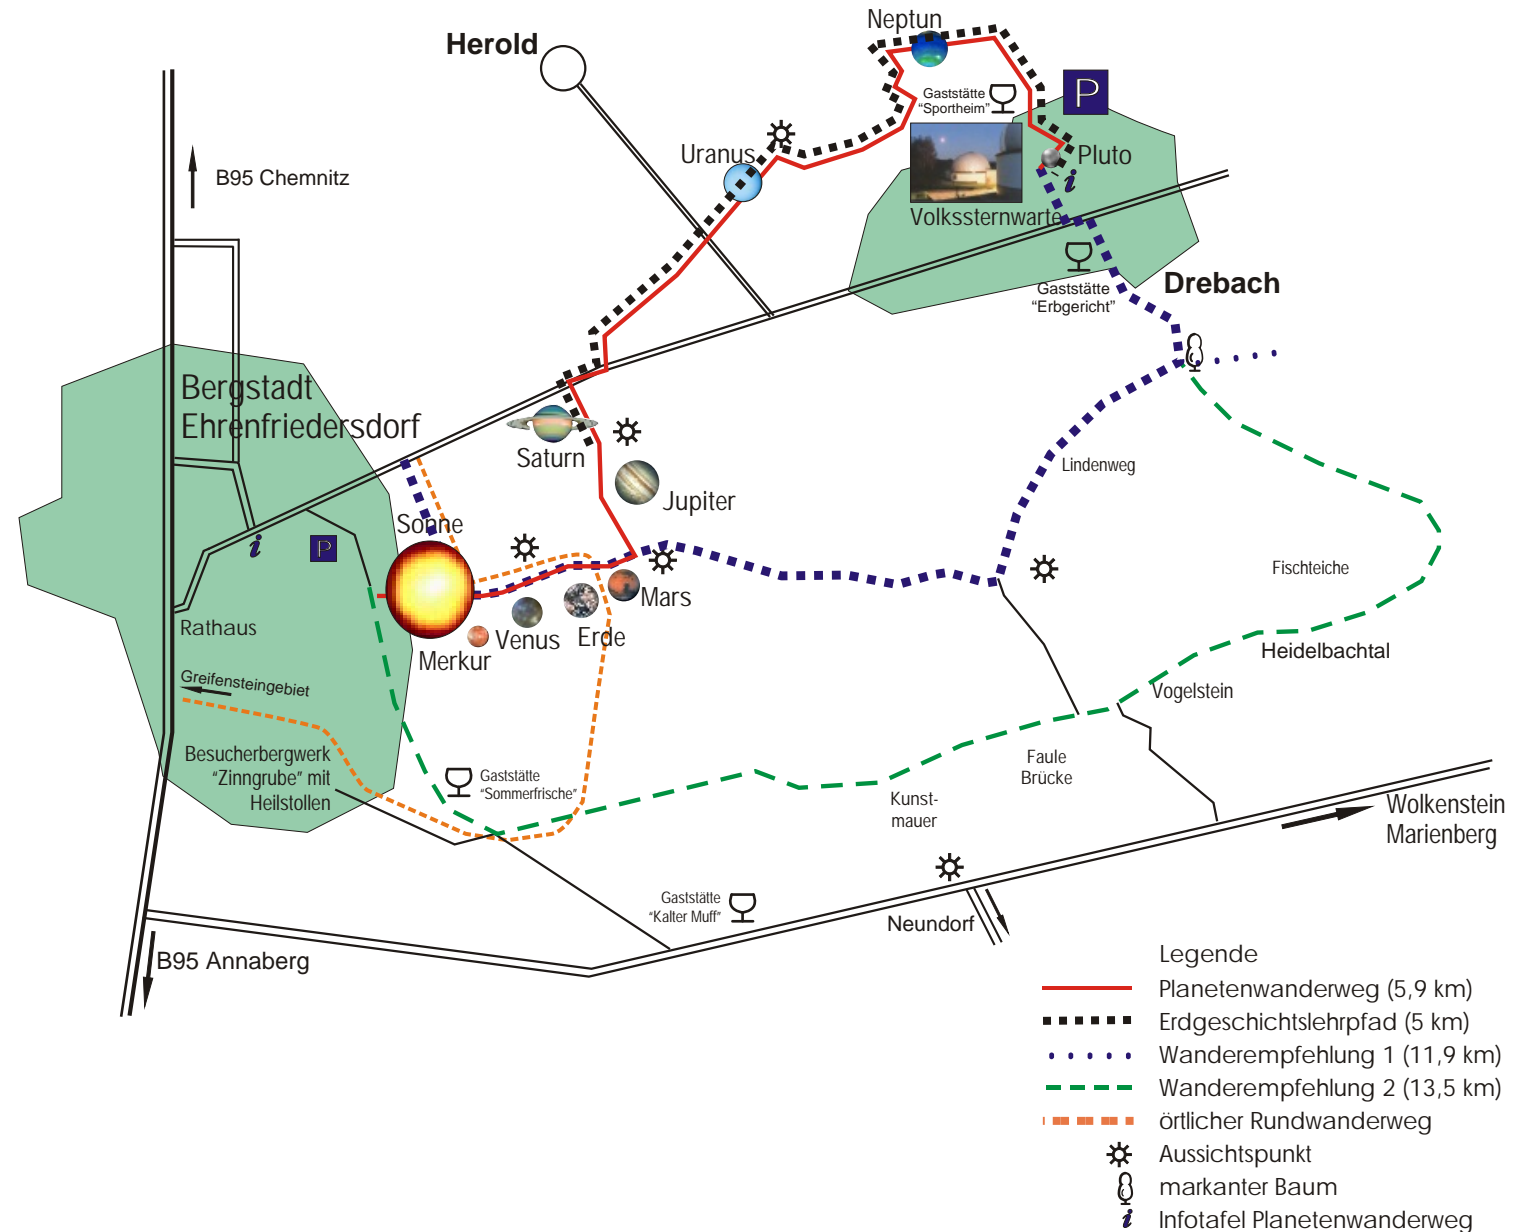 Neptun
Herold
P
Gaststätte
"Sportheim"
Uranus
Pluto
i
B95 Chemnitz
Volkssternwarte
Gaststätte
"Erbgericht"
Drebach
Bergstadt
Ehrenfriedersdorf
Saturn
Lindenweg
Jupiter
Sonne
i
P
Fischteiche
Mars
Rathaus
Venus
Erde
Merkur
Heidelbachtal
Greifensteingebiet
Vogelstein
Besucherbergwerk
"Zinngrube" mit
Heilstollen
Gaststätte
"Sommerfrische"
Faule
Brücke
Kunst-
mauer
Wolkenstein
Marienberg
Gaststätte
"Kalter Muff"
Neundorf
B95 Annaberg
Legende
Planetenwanderweg (5,9 km)
Erdgeschichtslehrpfad (5 km)
Wanderempfehlung 1 (11,9 km)
Wanderempfehlung 2 (13,5 km)
örtlicher Rundwanderweg
Aussichtspunkt
markanter Baum
i Infotafel Planetenwanderweg